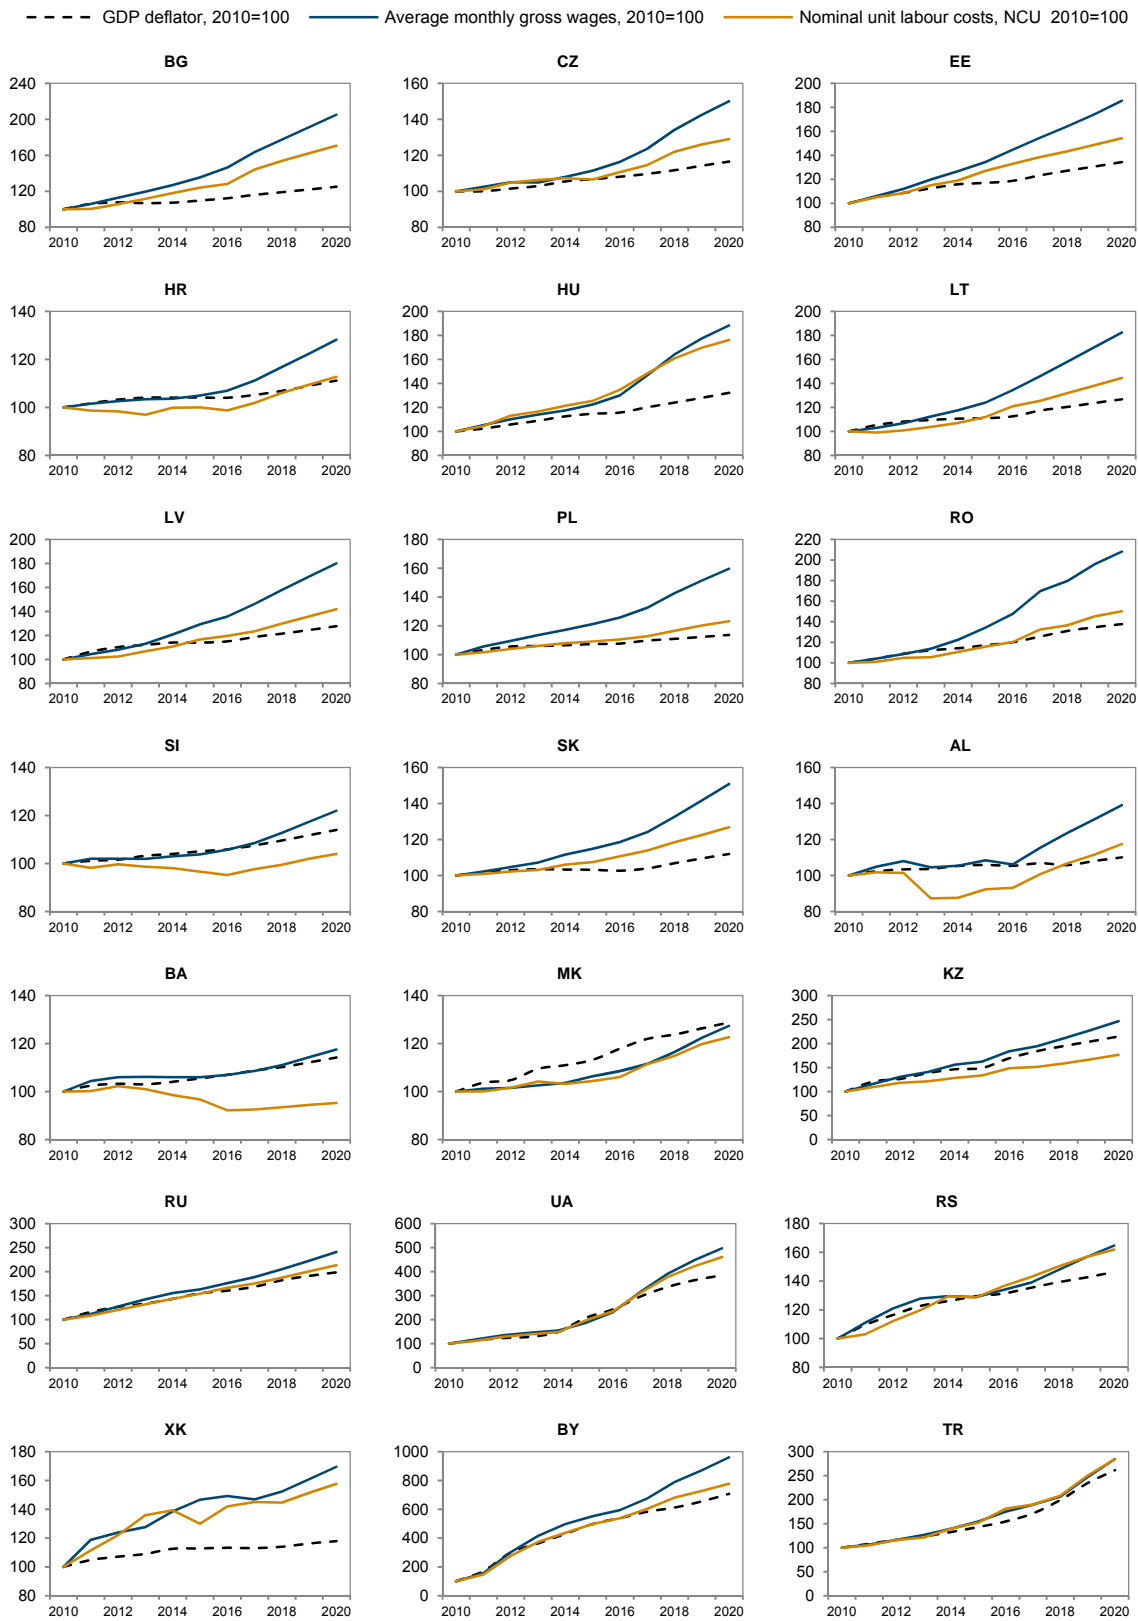 GDP deflator, 2010=100 Average monthly gross wages, 2010=100 Nominal unit labour costs, NCU 2010=100
BG CZ EE
240 160 200
200 140 180
160 120 160
120 100 140
80 80 120
100
80
2010 2012 2014 2016 2018 2020 2010 2012 2014 2016 2018 2020 2010 2012 2014 2016 2018 2020
HR HU LT
140 200 200
120 180 180
100 160 160
80 140 140
120 120
100 100
80 80
2010 2012 2014 2016 2018 2020 2010 2012 2014 2016 2018 2020 2010 2012 2014 2016 2018 2020
LV PL RO
200 180 220
180 160 200
160 140 180
140 120 160
120 100 140
100 80 120
80 100
80
2010 2012 2014 2016 2018 2020 2010 2012 2014 2016 2018 2020 2010 2012 2014 2016 2018 2020
SI SK AL
140 160 160
120 140 140
100 120 120
80 100 100
80 80
2010 2012 2014 2016 2018 2020 2010 2012 2014 2016 2018 2020 2010 2012 2014 2016 2018 2020
BA MK KZ
140 140 300
120 120 250
100 100 200
80 80 150
100
50
0
2010 2012 2014 2016 2018 2020 2010 2012 2014 2016 2018 2020 2010 2012 2014 2016 2018 2020
RU UA RS
300 600 180
250 500 160
200 400 140
150 300 120
100 200 100
50 100 80
0 0
2010 2012 2014 2016 2018 2020 2010 2012 2014 2016 2018 2020 2010 2012 2014 2016 2018 2020
XK BY TR
180 1000 300
160 800 250
140 600 200
120 400 150
100 200 100
80 0 50
0
2010 2012 2014 2016 2018 2020 2010 2012 2014 2016 2018 2020 2010 2012 2014 2016 2018 2020